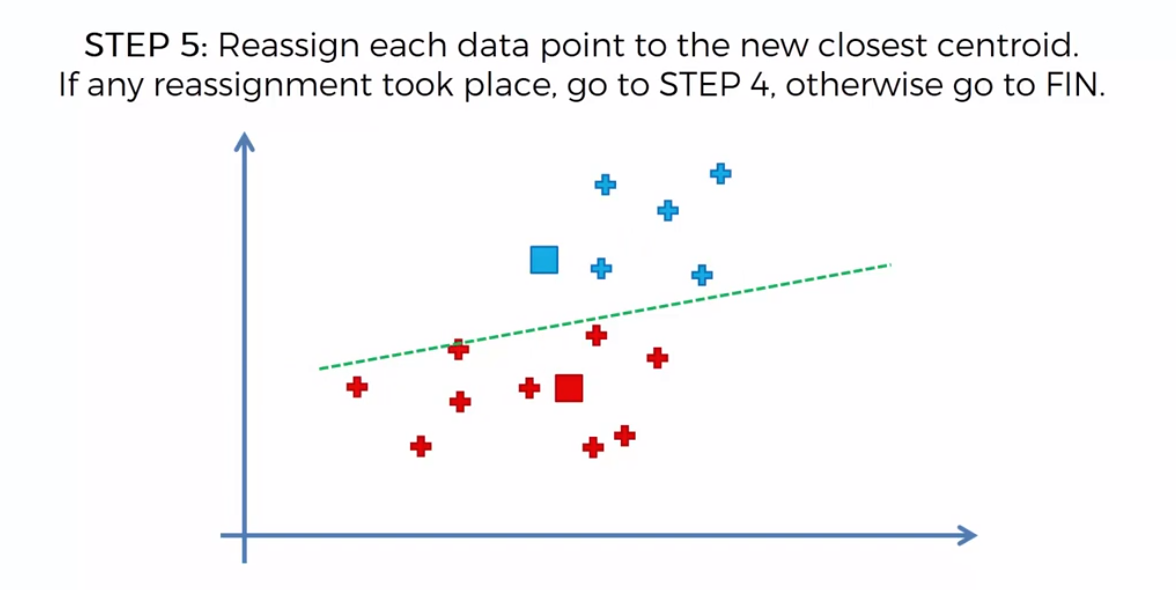 STEP 5: Reassign each data point to the new closest centroid.
If any reassignment took place, go to STEP 4, otherwise go to FIN.